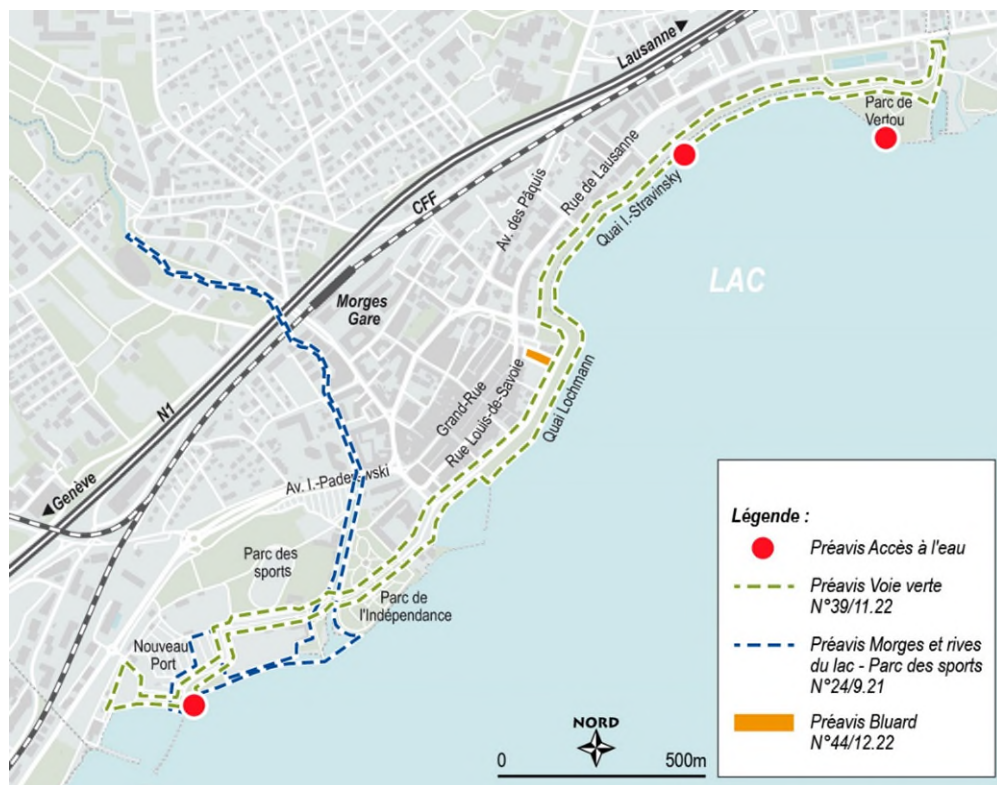 Lausanne
Parc de
Vertou
CFF
Av. des Pâquis
Rue de Lausanne
Quai I.-Stravinsky
LAC
Morges
Gare
N1
Grand-Rue
Rue Louis-de-Savoie
Quai Lochmann
Genève
Av. I.-Paderewski
Parc des
sports
Parc de
l'Indépendance
Nouveau
Port
NORD
0 500m
Légende :
Préavis Accès à l'eau
Préavis Voie verte
N°39/11.22
Préavis Morges et rives
du lac - Parc des sports
N°24/9.21
Préavis Bluard
N°44/12.22